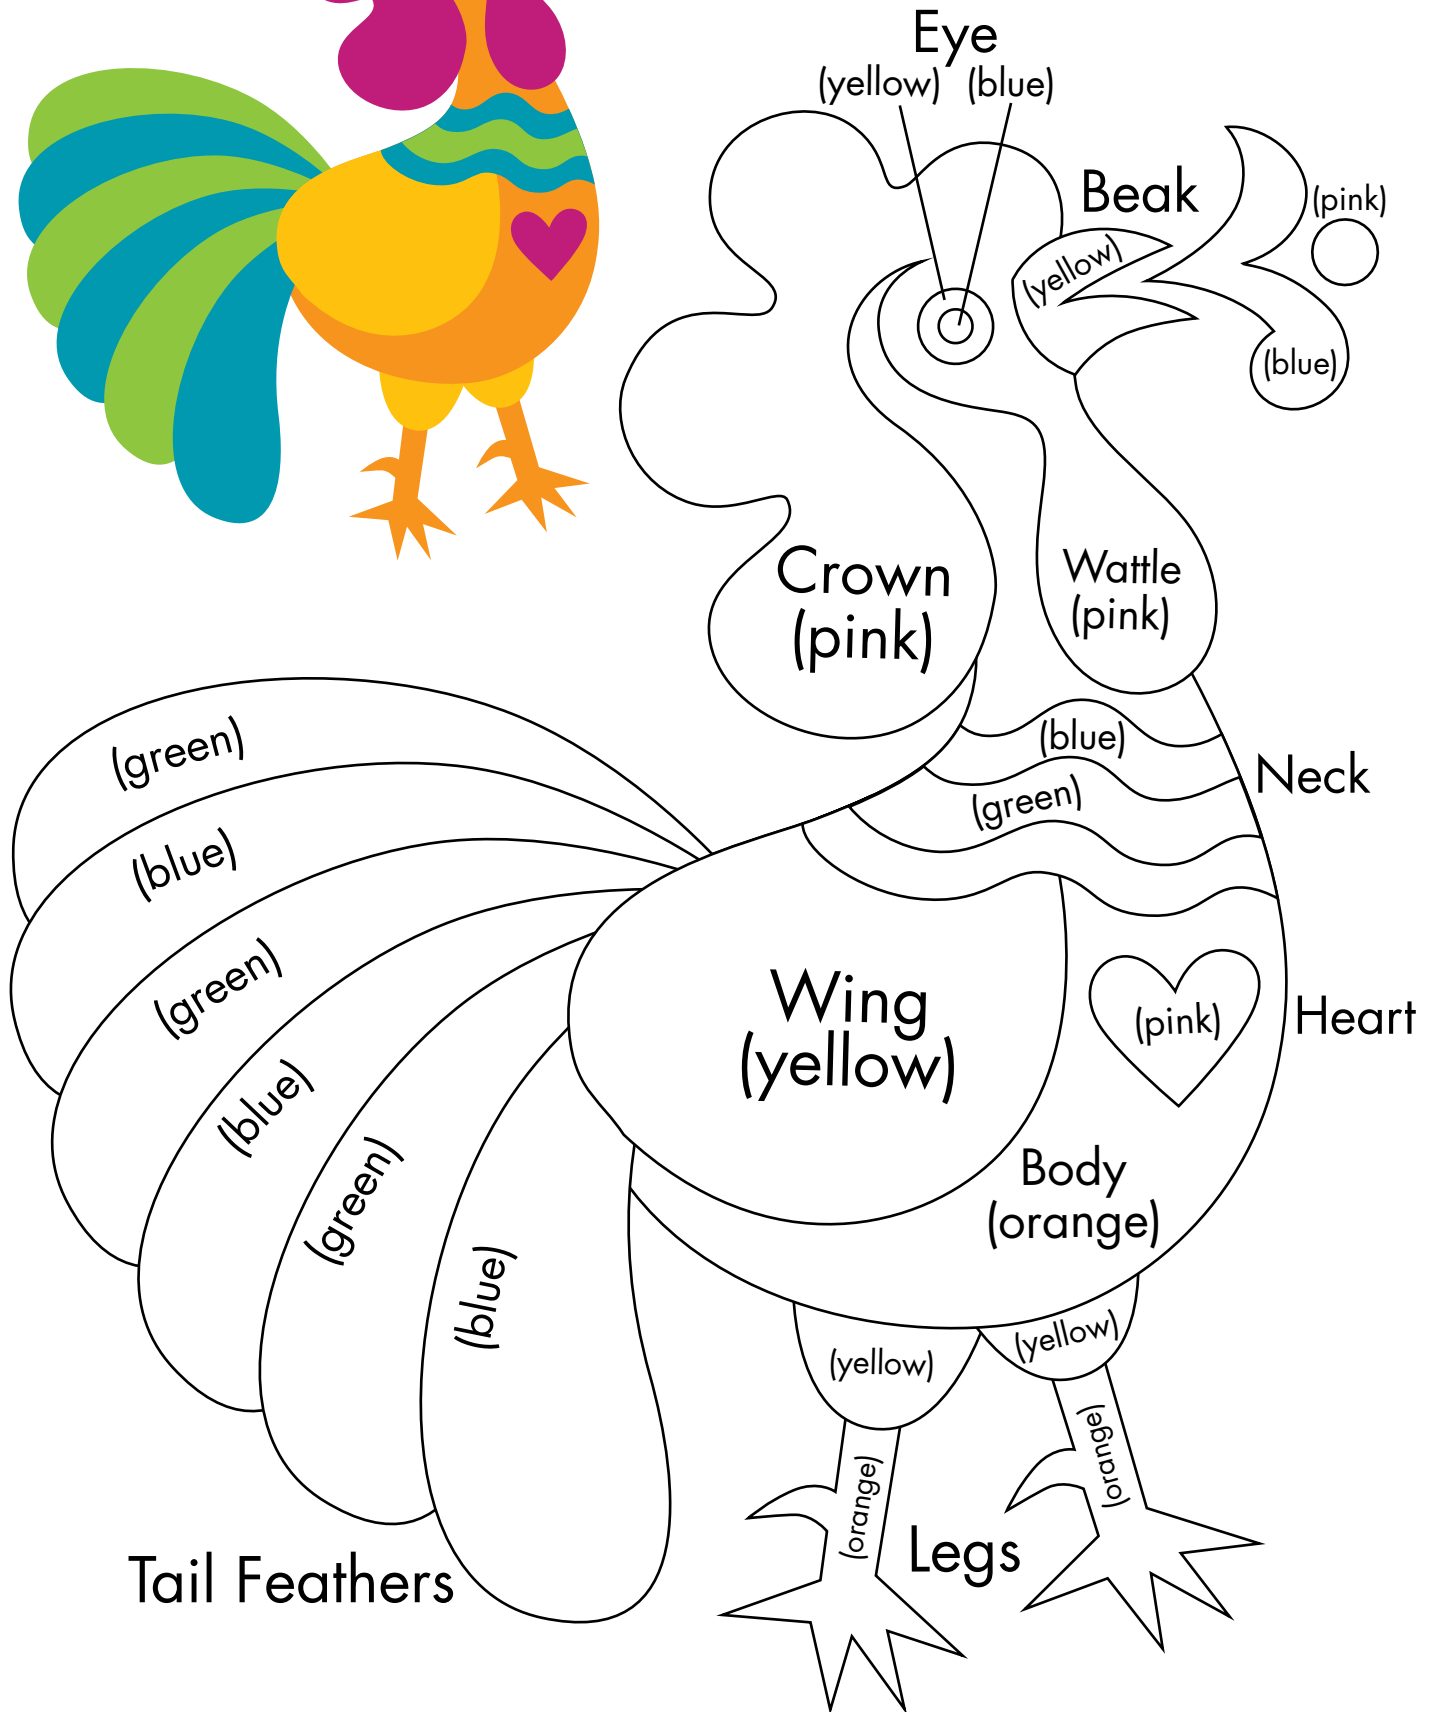 Eye
(yellow) (blue)
Beak
(yellow)
(pink)
(blue)
Crown
(pink)
Wattle
(pink)
(blue)
Neck
(green)
(green)
(blue)
(green)
(blue)
(green)
(blue)
Wing
(yellow)
(pink)
Heart
Body
(orange)
(yellow)
(yellow)
(orange)
(orange)
Legs
Tail Feathers